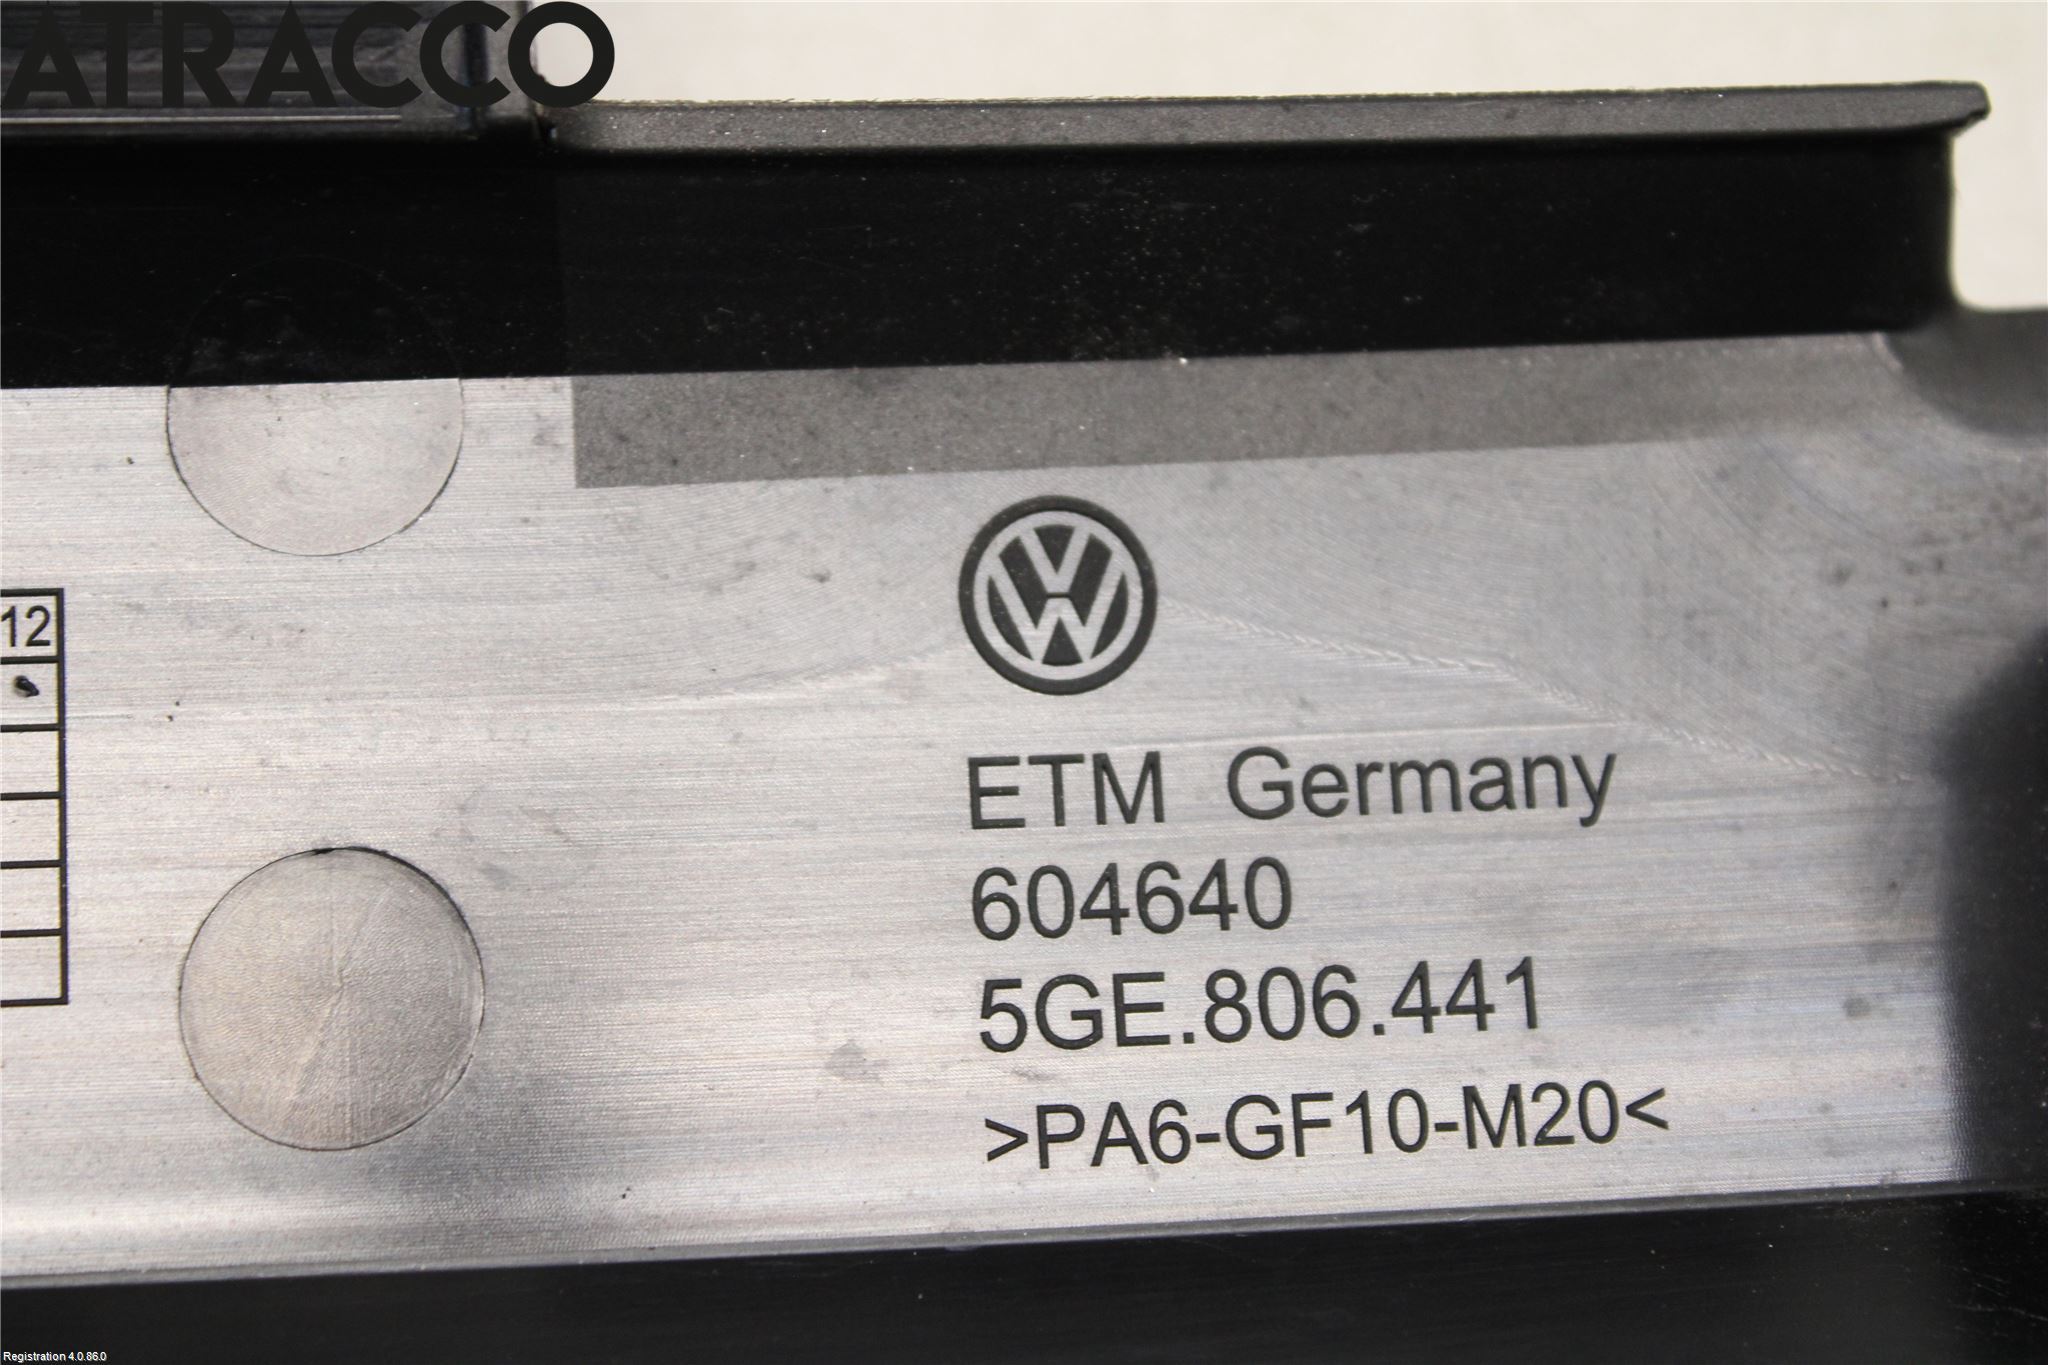 ATRACCO
12
ETM Germany
604640
5GE.806.441
>PA6-GF10-M20<
Registration 4.0.86.0